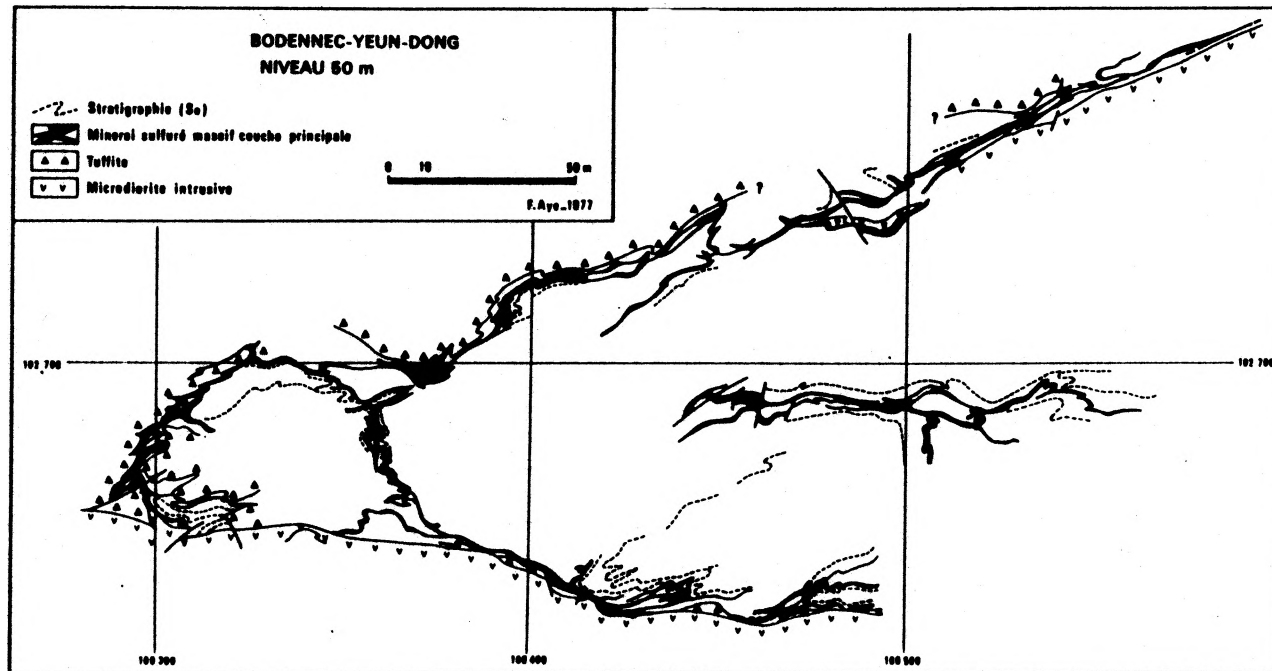 BODENNEC-YEUN-DONG
NIVEAU 50 m
Stratigraphie (So)
Minerai sulfuré massif couche principale
Tuffite
Microdiorite intrusive
0 10 50 m
F. Aye_1977
?
?
102 700
102 700
100 300
100 400
100 500